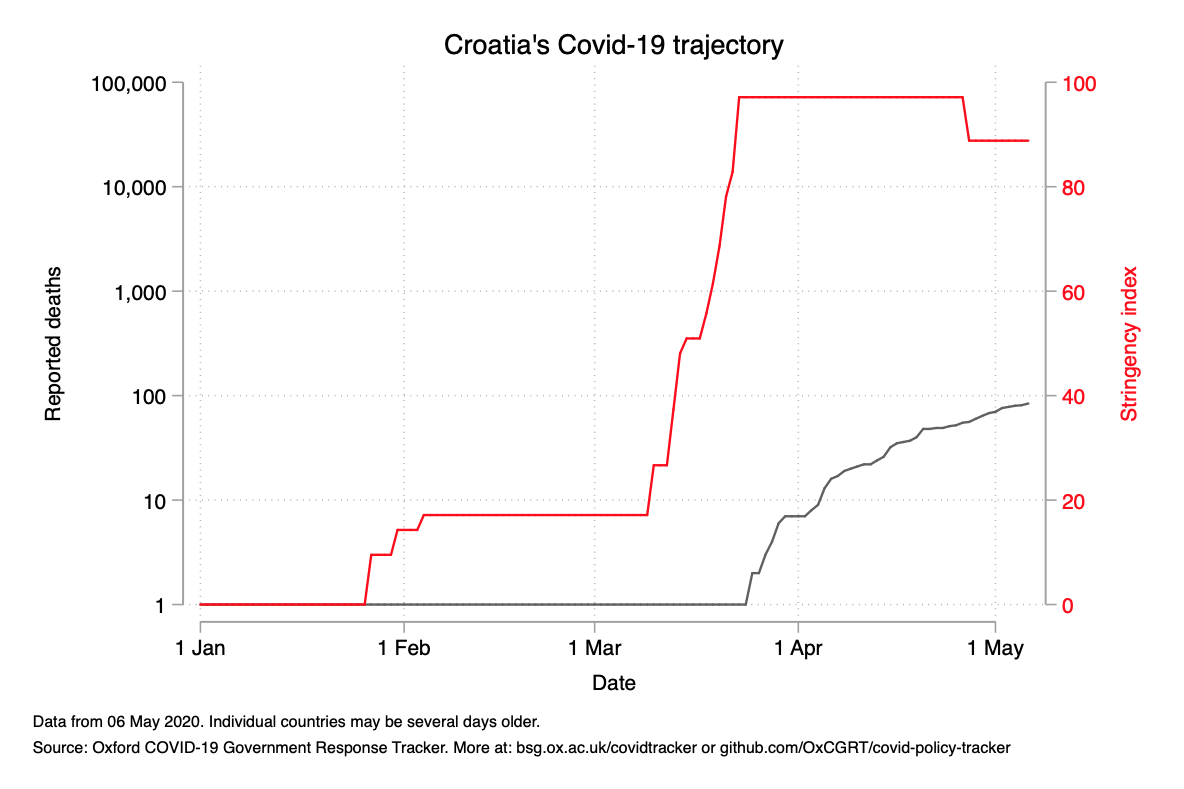 Croatia's Covid-19 trajectory
100,000
10,000
1,000
100
10
1
Reported deaths
100
80
60
40
20
0
Stringency index
1 Jan
1 Feb
1 Mar
1 Apr
1 May
Date
Data from 06 May 2020. Individual countries may be several days older.
Source: Oxford COVID-19 Government Response Tracker. More at: bsg.ox.ac.uk/covidtracker or github.com/OxCGRT/covid-policy-tracker